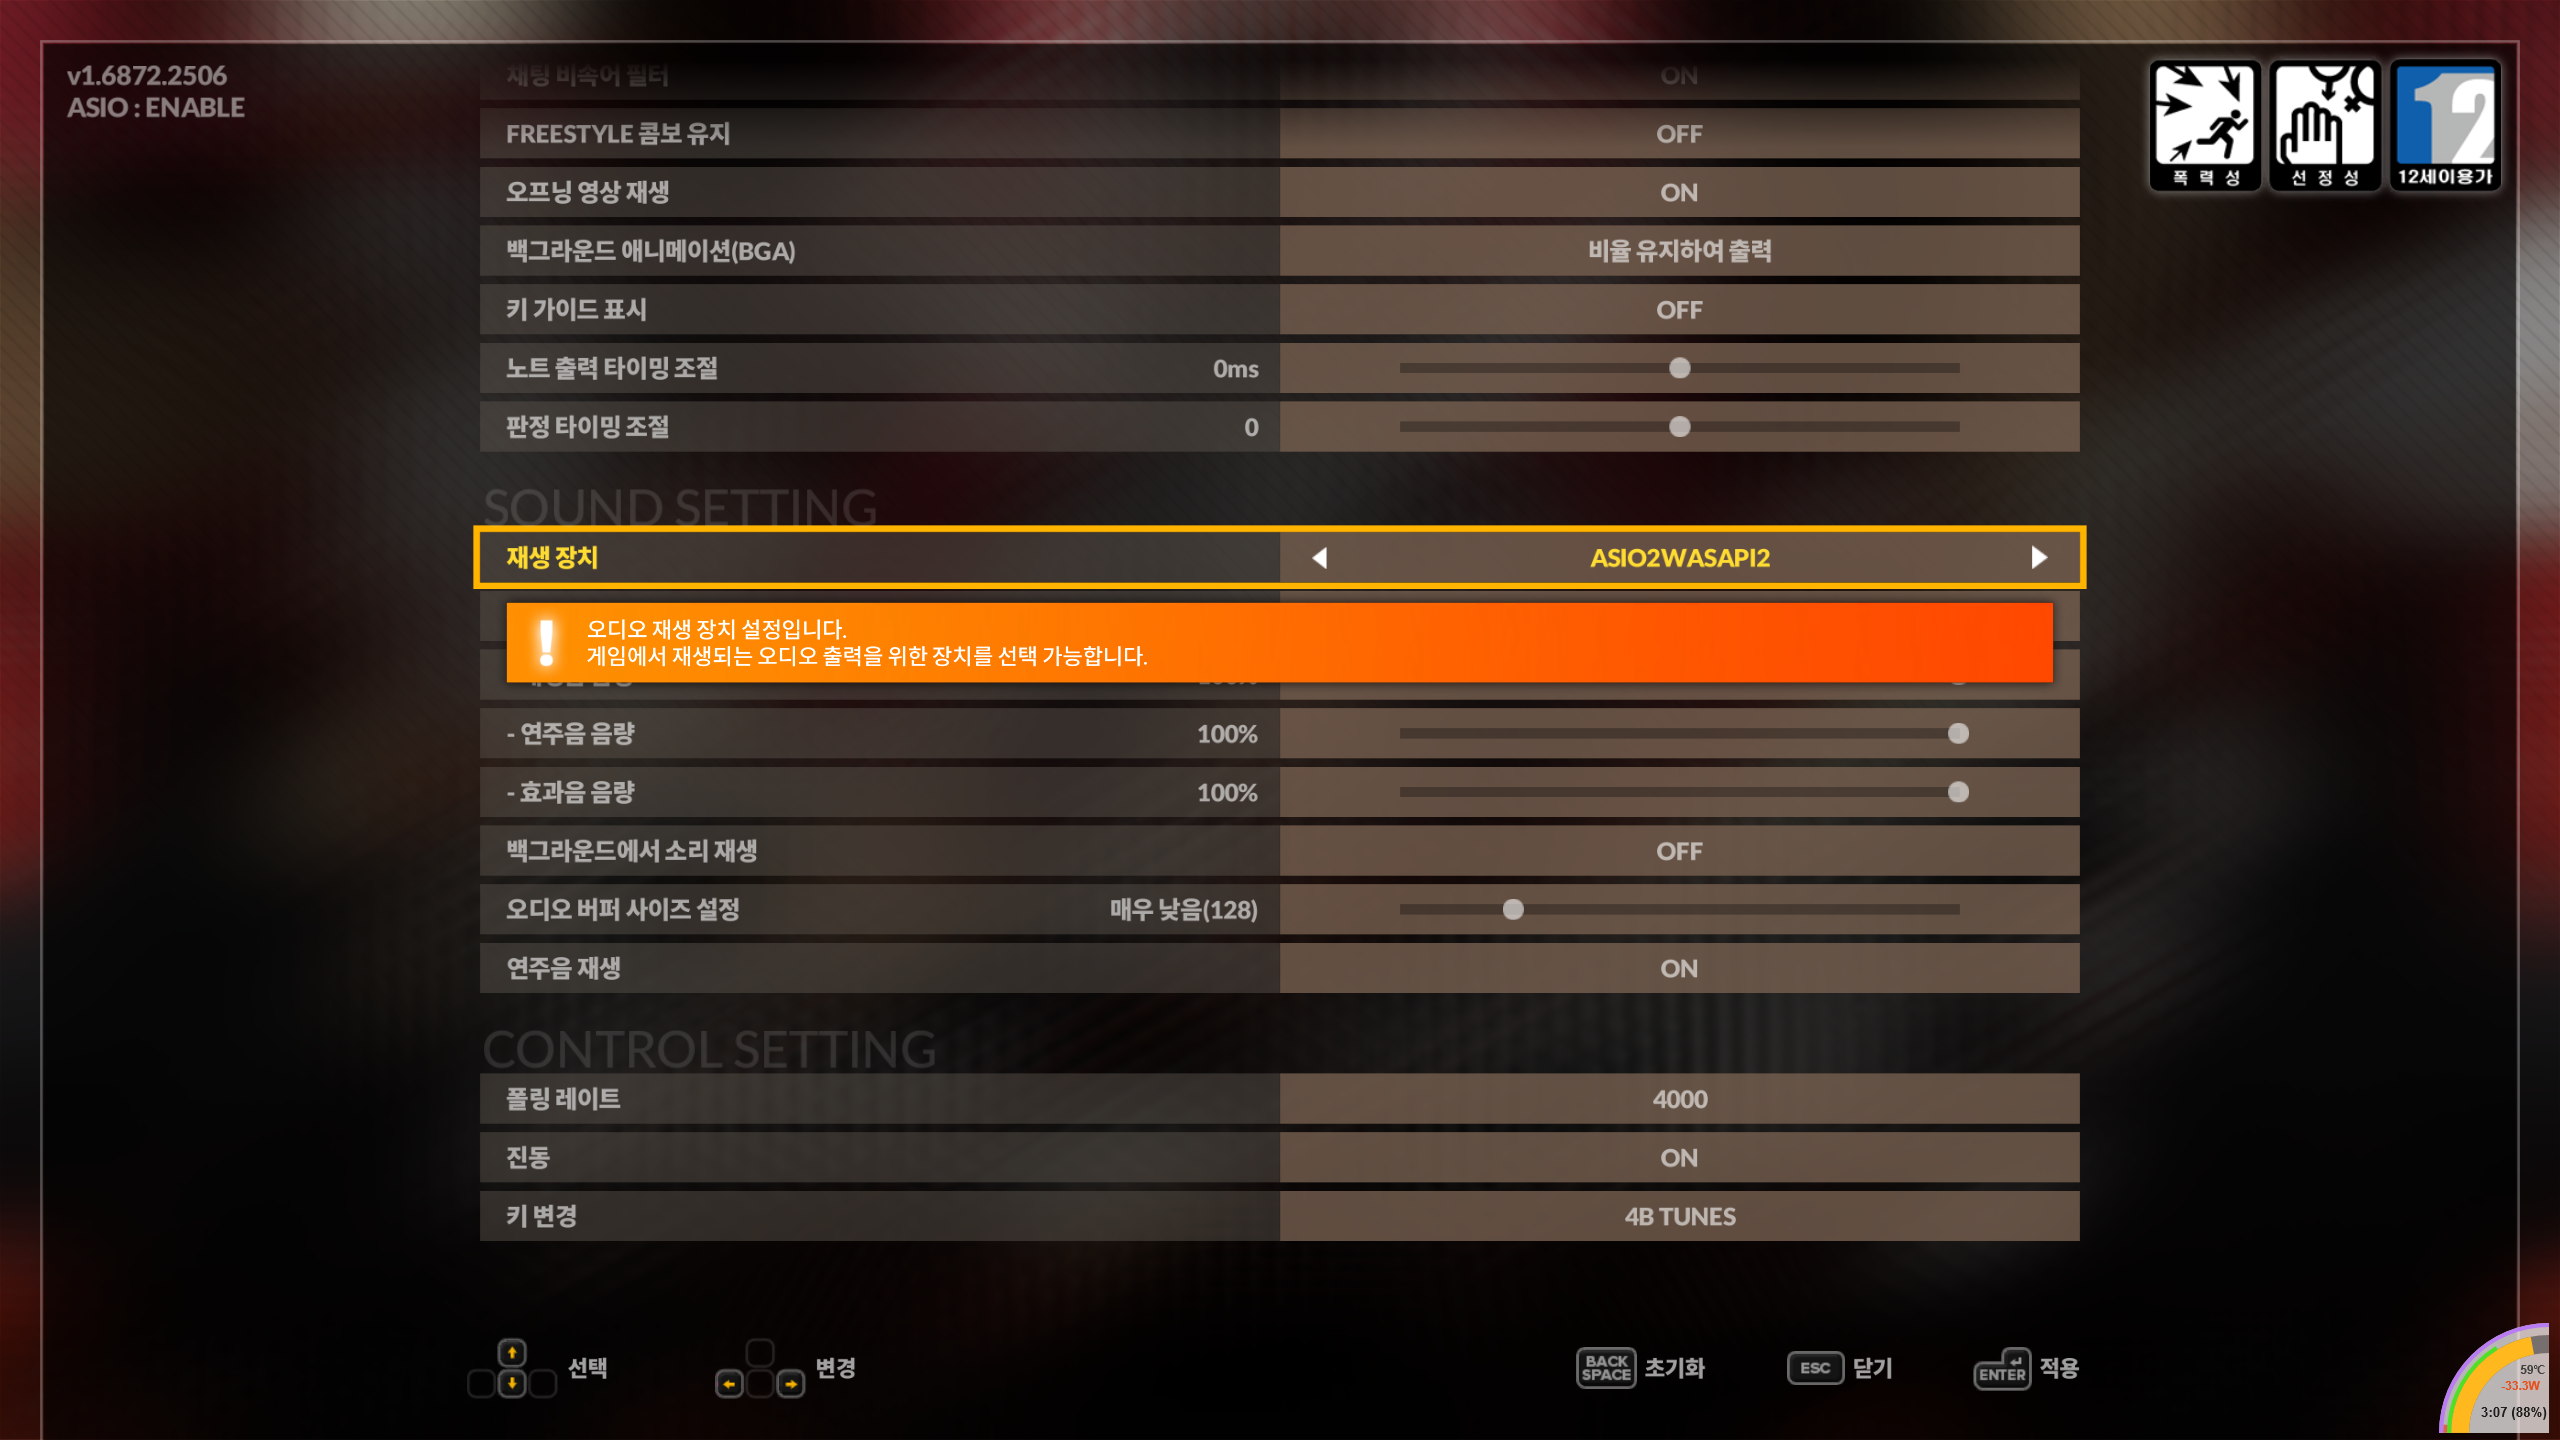 v1.6872.2506
ASIO : ENABLE
채팅 비속어 필터 ON
FREESTYLE 콤보 유지 OFF
오프닝 영상 재생 ON
백그라운드 애니메이션(BGA) 비율 유지하여 출력
키 가이드 표시 OFF
노트 출력 타이밍 조절 0ms
판정 타이밍 조절 0
SOUND SETTING
재생 장치 ASIO2WASAPI2
오디오 재생 장치 설정입니다.
게임에서 재생되는 오디오 출력을 위한 장치를 선택 가능합니다.
- 연주음 음량 100%
- 효과음 음량 100%
백그라운드에서 소리 재생 OFF
오디오 버퍼 사이즈 설정 매우 낮음(128)
연주음 재생 ON
CONTROL SETTING
폴링 레이트 4000
진동 ON
키 변경 4B TUNES
선택
변경
BACK SPACE 초기화
ESC 닫기
ENTER 적용
폭력성
선정성
12세이용가
59℃
-33.3W
3:07 (88%)